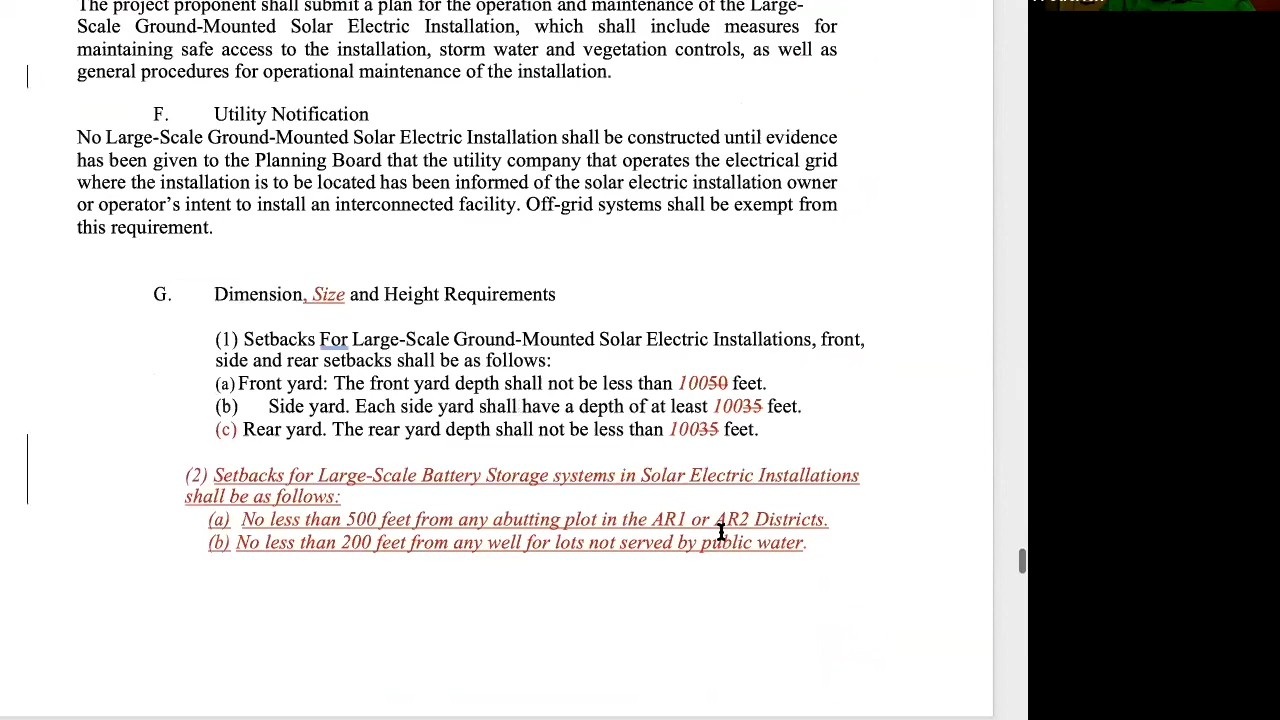 The project proponent shall submit a plan for the operation and maintenance of the Large-
Scale Ground-Mounted Solar Electric Installation, which shall include measures for
maintaining safe access to the installation, storm water and vegetation controls, as well as
general procedures for operational maintenance of the installation.
F. Utility Notification
No Large-Scale Ground-Mounted Solar Electric Installation shall be constructed until evidence
has been given to the Planning Board that the utility company that operates the electrical grid
where the installation is to be located has been informed of the solar electric installation owner
or operator’s intent to install an interconnected facility. Off-grid systems shall be exempt from
this requirement.
G. Dimension, Size and Height Requirements
(1) Setbacks For Large-Scale Ground-Mounted Solar Electric Installations, front,
side and rear setbacks shall be as follows:
(a) Front yard: The front yard depth shall not be less than 10050 feet.
(b) Side yard. Each side yard shall have a depth of at least 10035 feet.
(c) Rear yard. The rear yard depth shall not be less than 10035 feet.
(2) Setbacks for Large-Scale Battery Storage systems in Solar Electric Installations
shall be as follows:
(a) No less than 500 feet from any abutting plot in the AR1 or AR2 Districts.
(b) No less than 200 feet from any well for lots not served by public water.